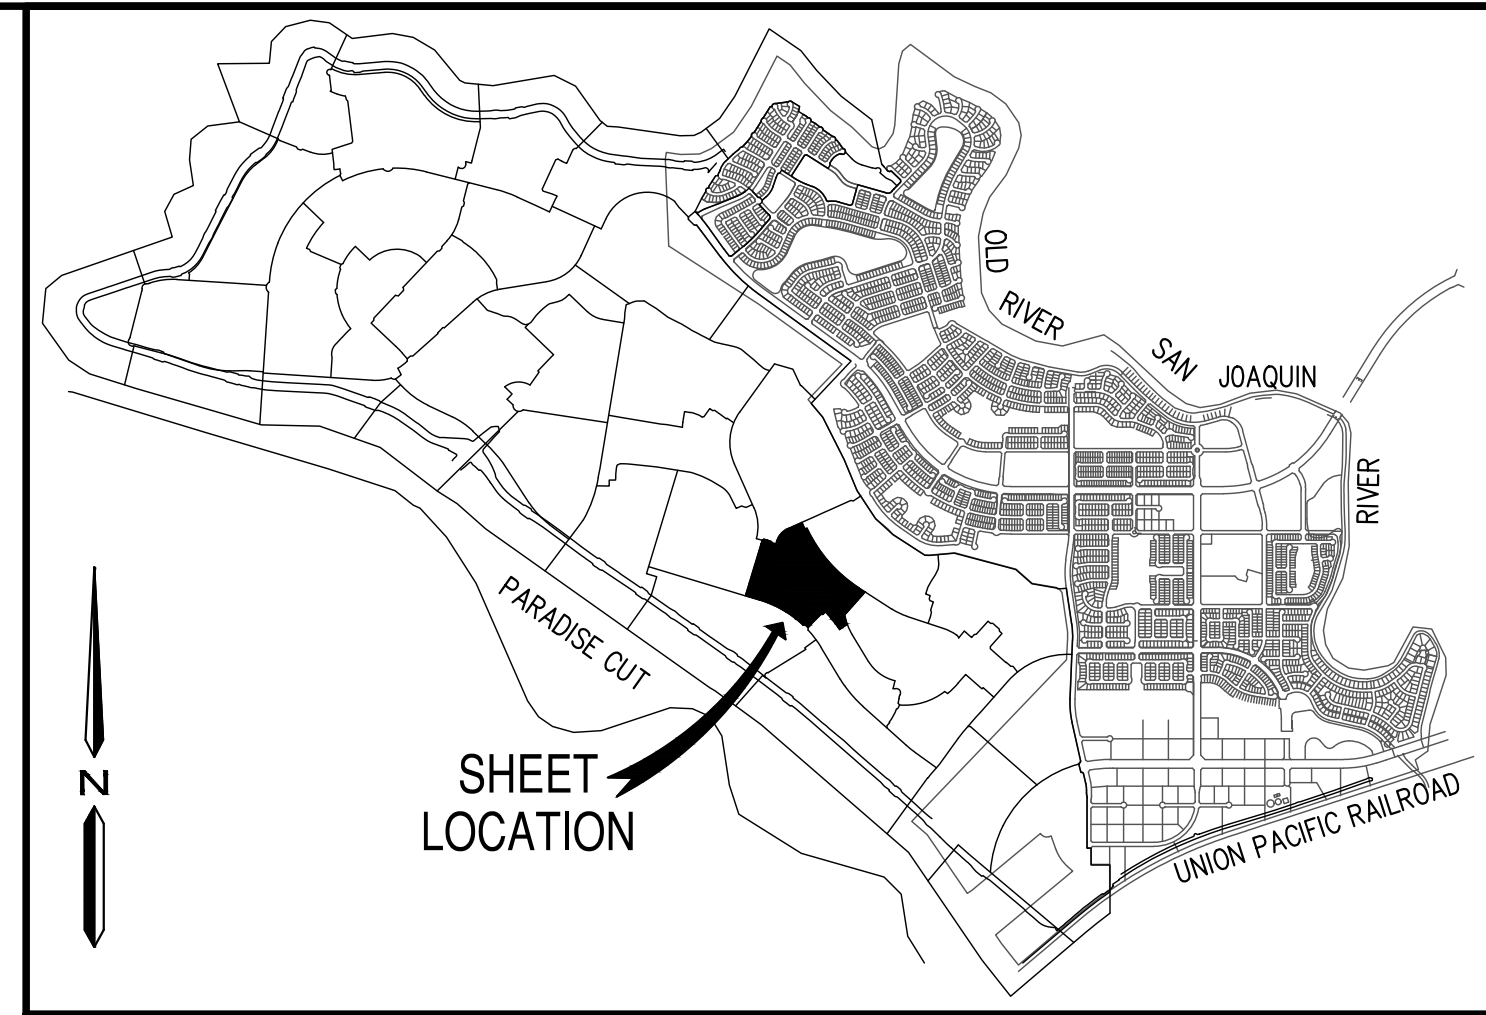 OLD
RIVER
SAN
JOAQUIN
RIVER
PARADISE CUT
SHEET
LOCATION
N
UNION PACIFIC RAILROAD